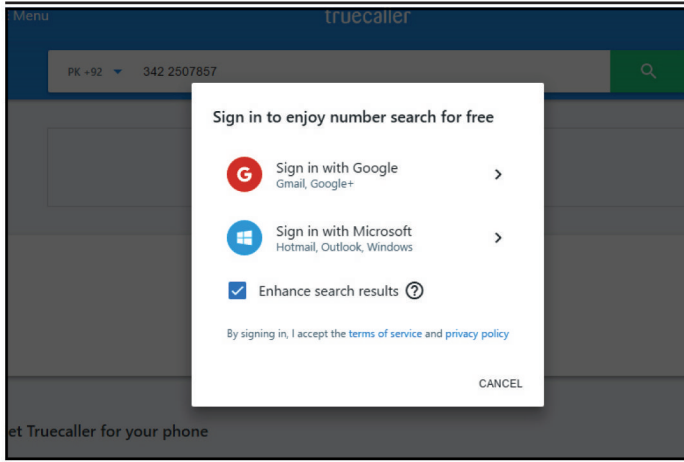 Menu
truecaller
PK +92
342 2507857
Sign in to enjoy number search for free
G
Sign in with Google
Gmail, Google+
Sign in with Microsoft
Hotmail, Outlook, Windows
Enhance search results ?
By signing in, I accept the terms of service and privacy policy
CANCEL
et Truecaller for your phone